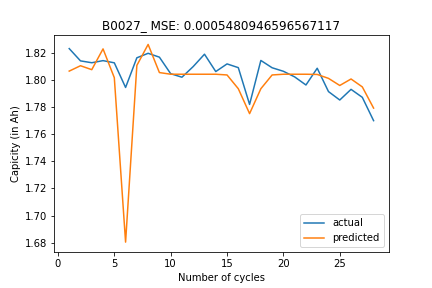 B0027_ MSE: 0.0005480946596567117
Capicity (in Ah)
1.82
1.80
1.78
1.76
1.74
1.72
1.70
1.68
0 5 10 15 20 25
Number of cycles
actual
predicted